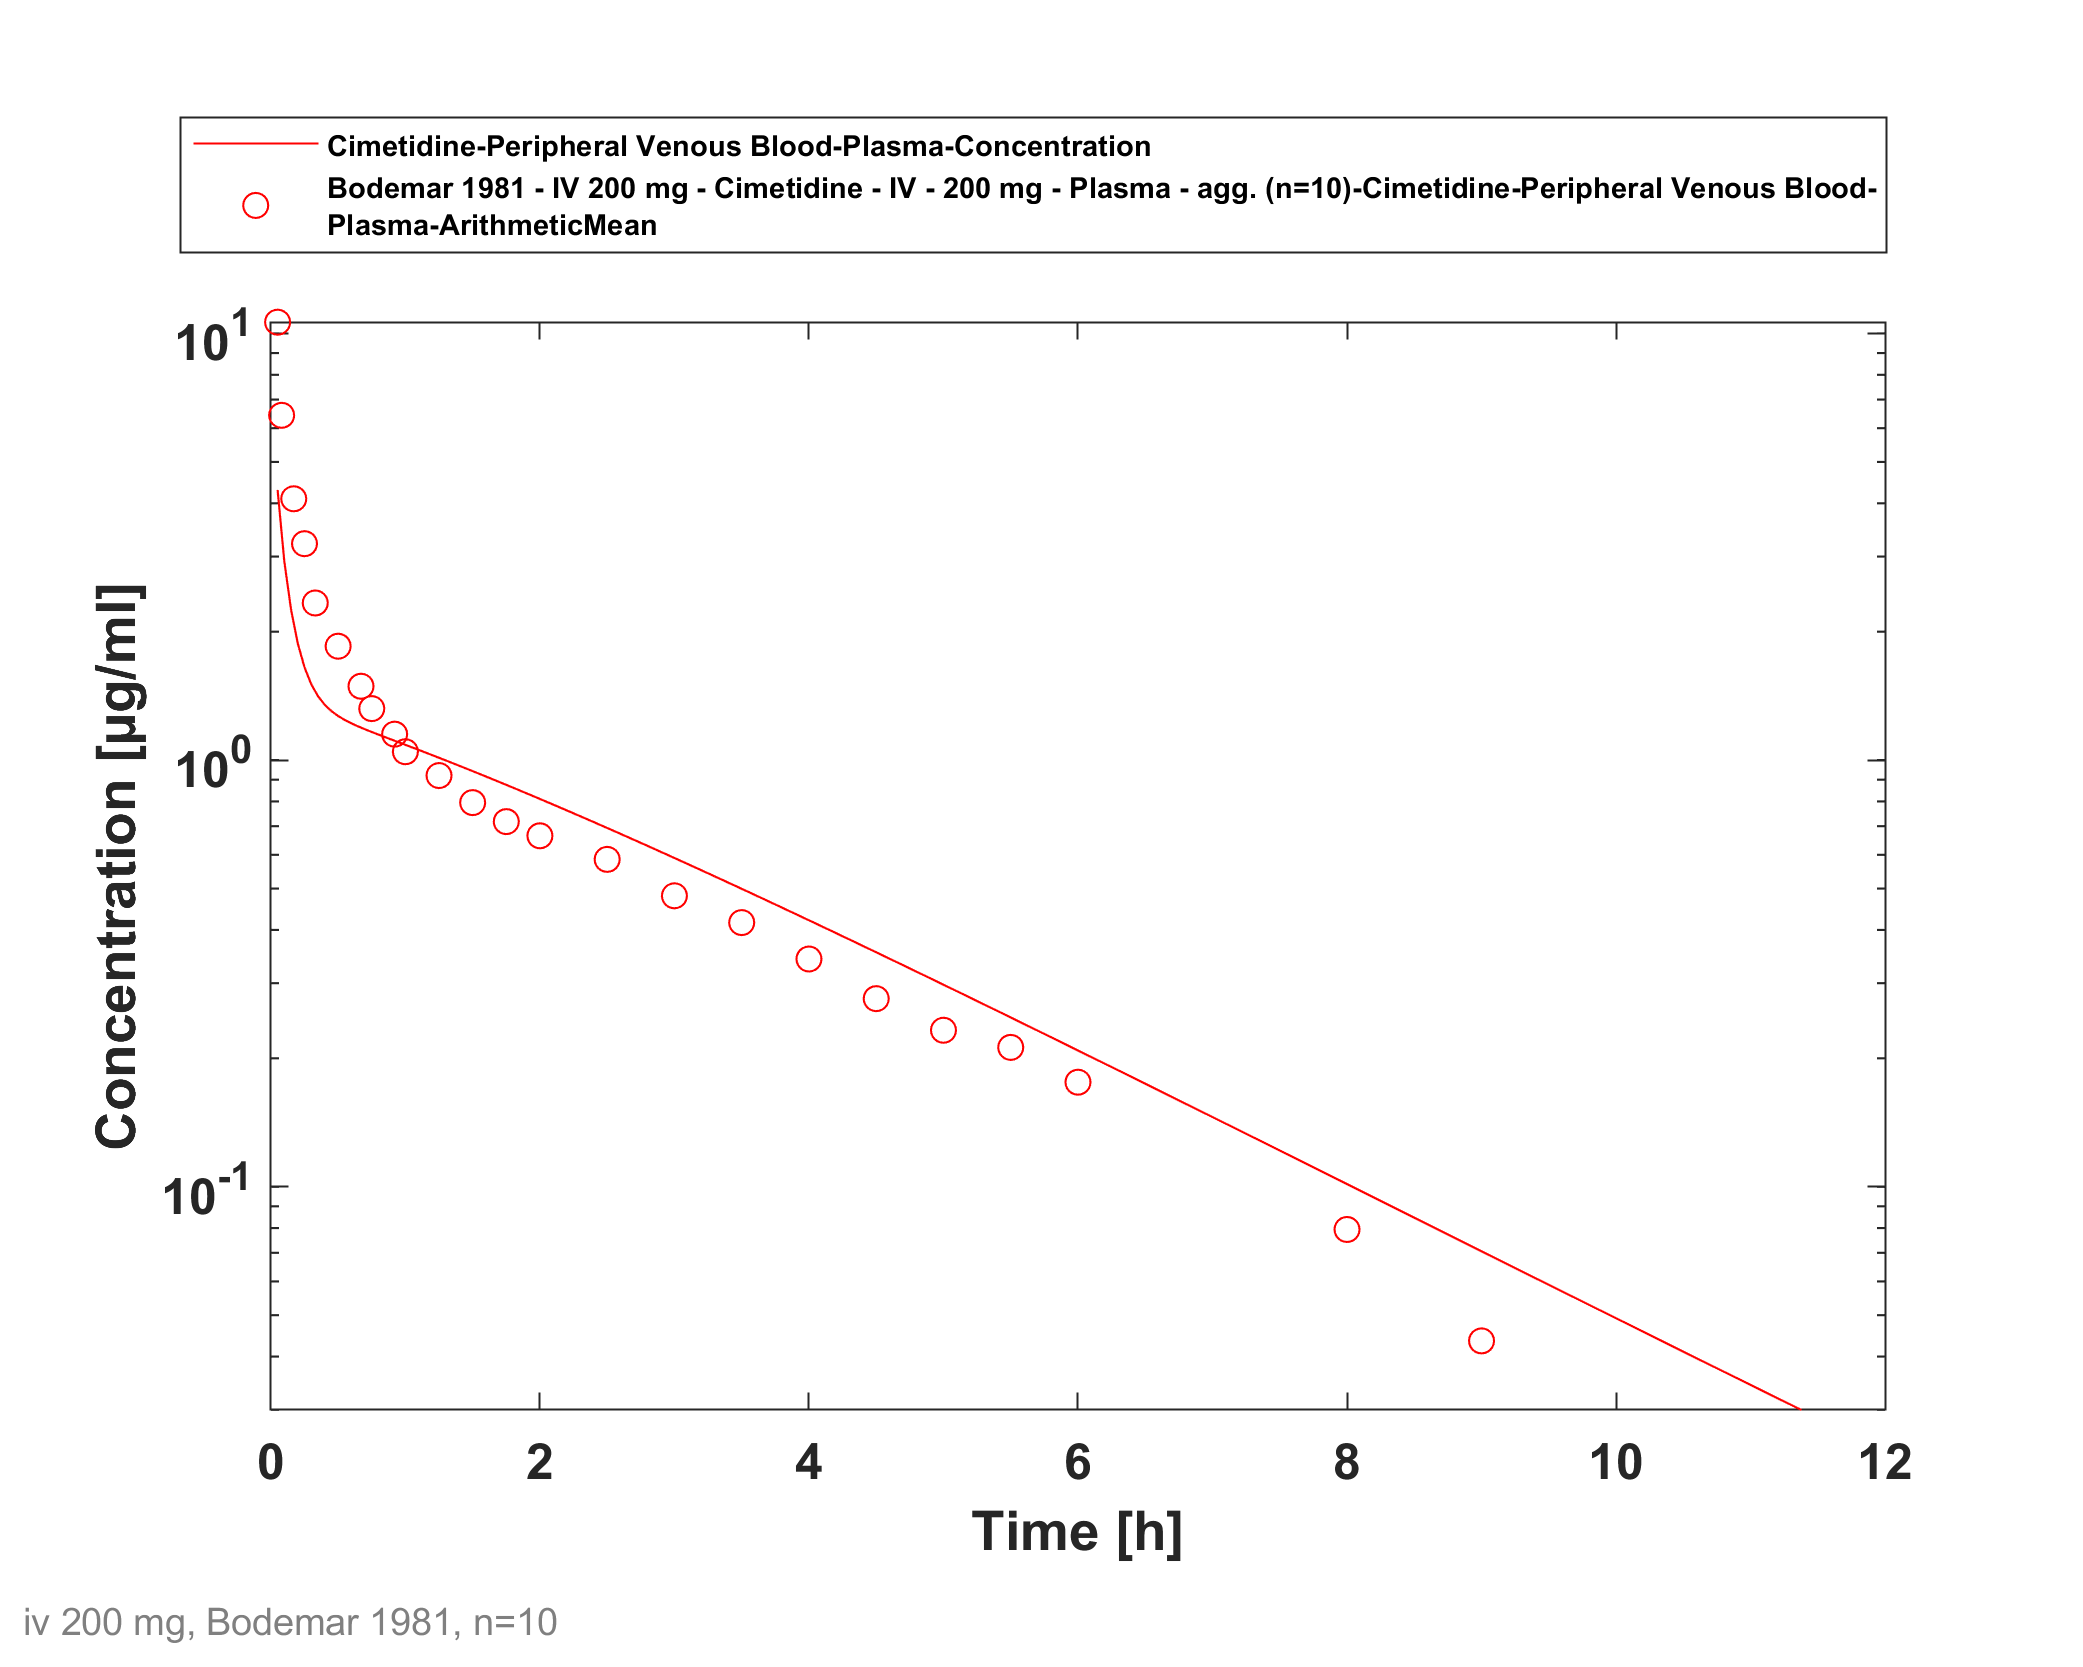 Cimetidine-Peripheral Venous Blood-Plasma-Concentration
Bodemar 1981 - IV 200 mg - Cimetidine - IV - 200 mg - Plasma - agg. (n=10)-Cimetidine-Peripheral Venous Blood-
Plasma-ArithmeticMean
10^1
10^0
10^-1
Concentration [µg/ml]
0 2 4 6 8 10 12
Time [h]
iv 200 mg, Bodemar 1981, n=10